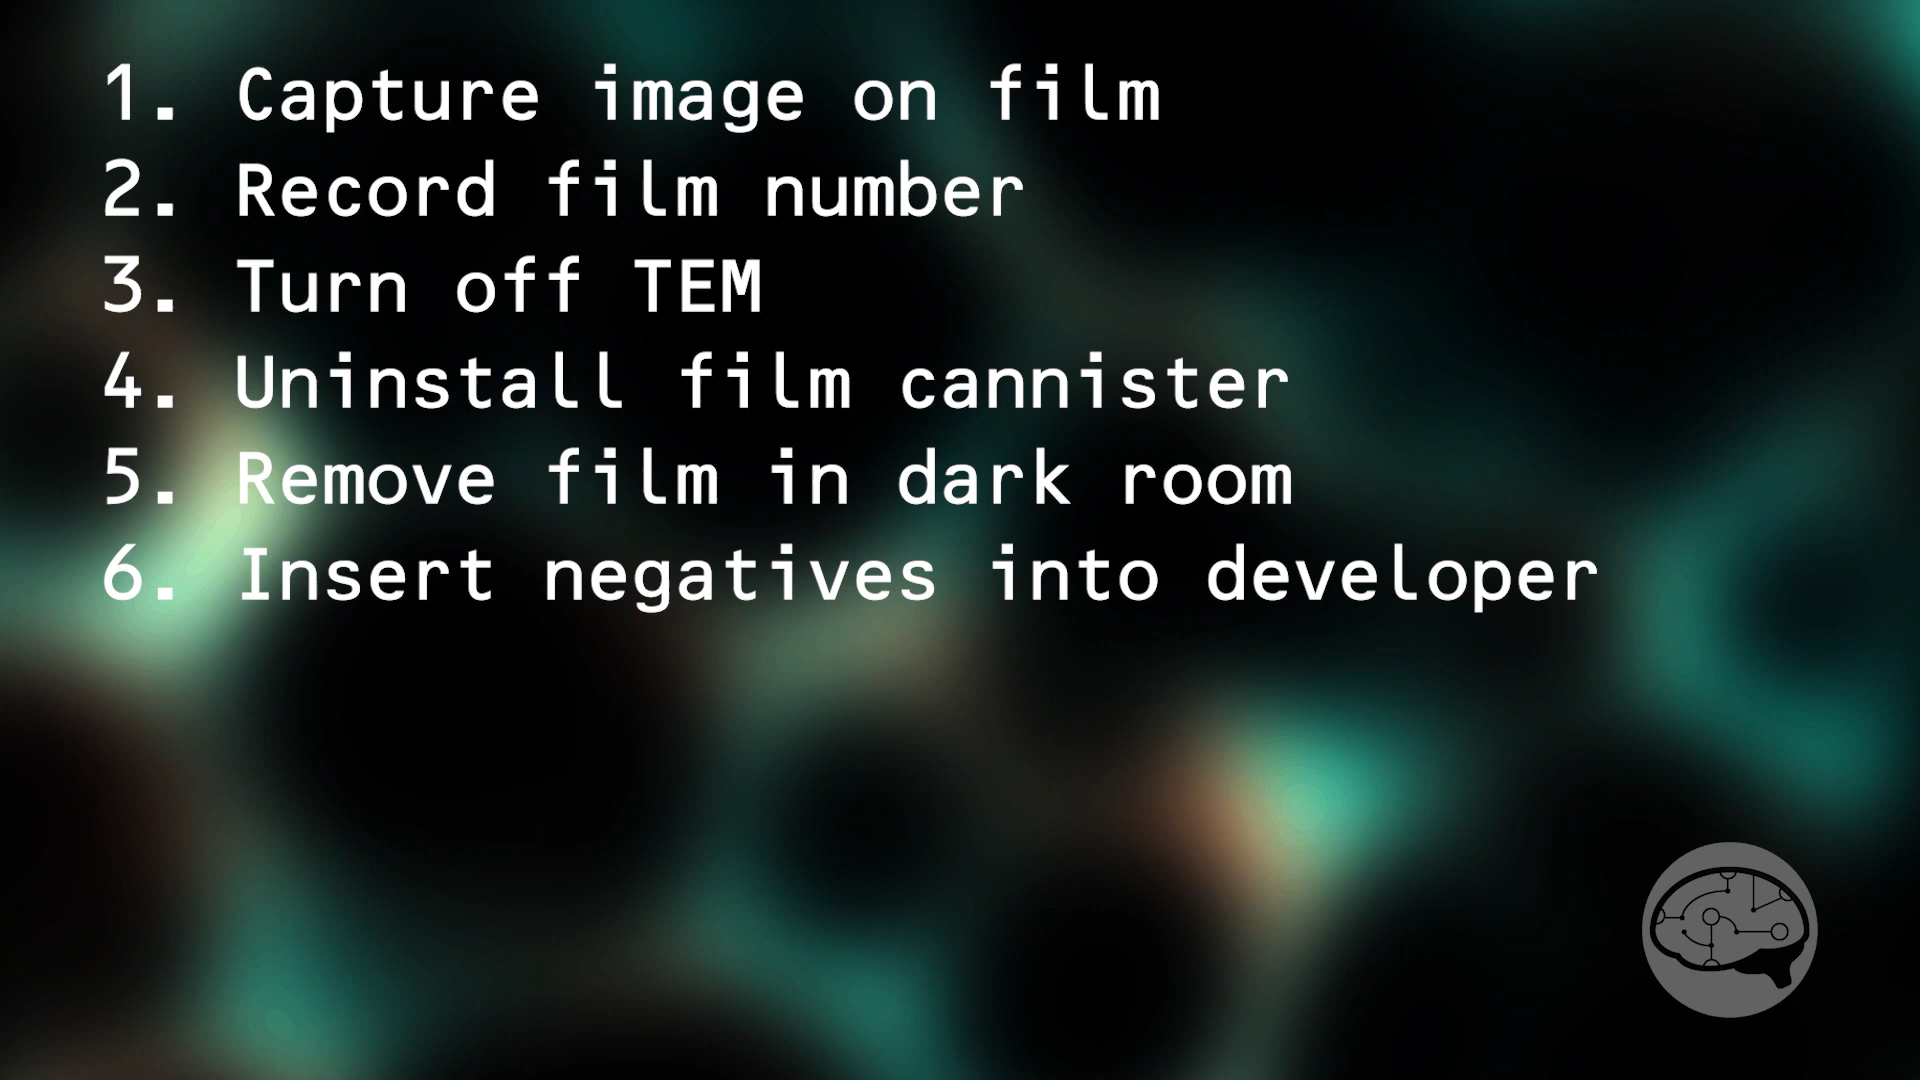 1. Capture image on film
2. Record film number
3. Turn off TEM
4. Uninstall film cannister
5. Remove film in dark room
6. Insert negatives into developer